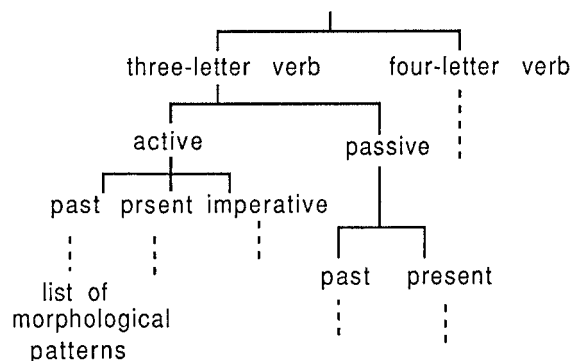 three-letter verb four-letter verb
active passive
past prsent imperative
past present
list of
morphological
patterns